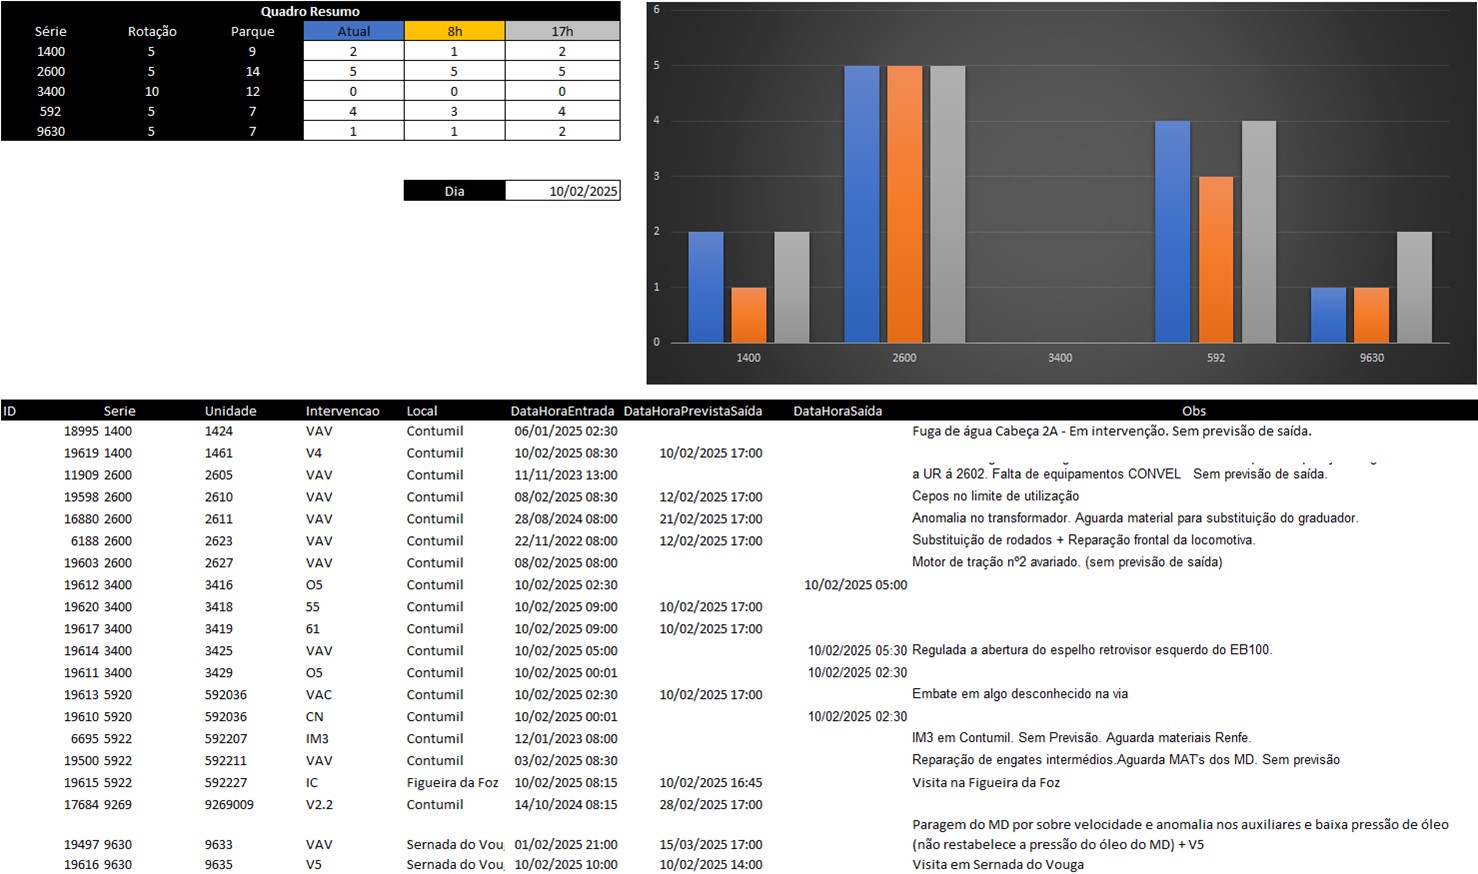 Quadro Resumo
Série Rotação Parque Atual 8h 17h
1400 5 9 2 1 2
2600 5 14 5 5 5
3400 10 12 0 0 0
592 5 7 4 3 4
9630 5 7 1 1 2
Dia 10/02/2025
6
5
4
3
2
1
0
1400 2600 3400 592 9630
ID Serie Unidade Intervencao Local DataHoraEntrada DataHoraPrevistaSaída DataHoraSaída Obs
18995 1400 1424 VAV Contumil 06/01/2025 02:30 Fuga de água Cabeça 2A - Em intervenção. Sem previsão de saída.
19619 1400 1461 V4 Contumil 10/02/2025 08:30 10/02/2025 17:00
11909 2600 2605 VAV Contumil 11/11/2023 13:00 a UR á 2602. Falta de equipamentos CONVEL Sem previsão de saída.
19598 2600 2610 VAV Contumil 08/02/2025 08:30 12/02/2025 17:00 Cepos no limite de utilização
16880 2600 2611 VAV Contumil 28/08/2024 08:00 21/02/2025 17:00 Anomalia no transformador. Aguarda material para substituição do graduador.
6188 2600 2623 VAV Contumil 22/11/2022 08:00 12/02/2025 17:00 Substituição de rodados + Reparação frontal da locomotiva.
19603 2600 2627 VAV Contumil 08/02/2025 08:00 Motor de tração nº2 avariado. (sem previsão de saída)
19612 3400 3416 O5 Contumil 10/02/2025 02:30 10/02/2025 05:00
19620 3400 3418 55 Contumil 10/02/2025 09:00 10/02/2025 17:00
19617 3400 3419 61 Contumil 10/02/2025 09:00 10/02/2025 17:00
19614 3400 3425 VAV Contumil 10/02/2025 05:00 10/02/2025 05:30 Regulada a abertura do espelho retrovisor esquerdo do EB100.
19611 3400 3429 O5 Contumil 10/02/2025 00:01 10/02/2025 02:30
19613 5920 592036 VAC Contumil 10/02/2025 02:30 10/02/2025 17:00 Embate em algo desconhecido na via
19610 5920 592036 CN Contumil 10/02/2025 00:01 10/02/2025 02:30
6695 5922 592207 IM3 Contumil 12/01/2023 08:00 IM3 em Contumil. Sem Previsão. Aguarda materiais Renfe.
19500 5922 592211 VAV Contumil 03/02/2025 08:30 Reparação de engates intermédios.Aguarda MAT's dos MD. Sem previsão
19615 5922 592227 IC Figueira da Foz 10/02/2025 08:15 10/02/2025 16:45 Visita na Figueira da Foz
17684 9269 9269009 V2.2 Contumil 14/10/2024 08:15 28/02/2025 17:00
Paragem do MD por sobre velocidade e anomalia nos auxiliares e baixa pressão de óleo
19497 9630 9633 VAV Sernada do Vou 01/02/2025 21:00 15/03/2025 17:00 (não restabelece a pressão do óleo do MD) + V5
19616 9630 9635 V5 Sernada do Vou 10/02/2025 10:00 10/02/2025 14:00 Visita em Sernada do Vouga